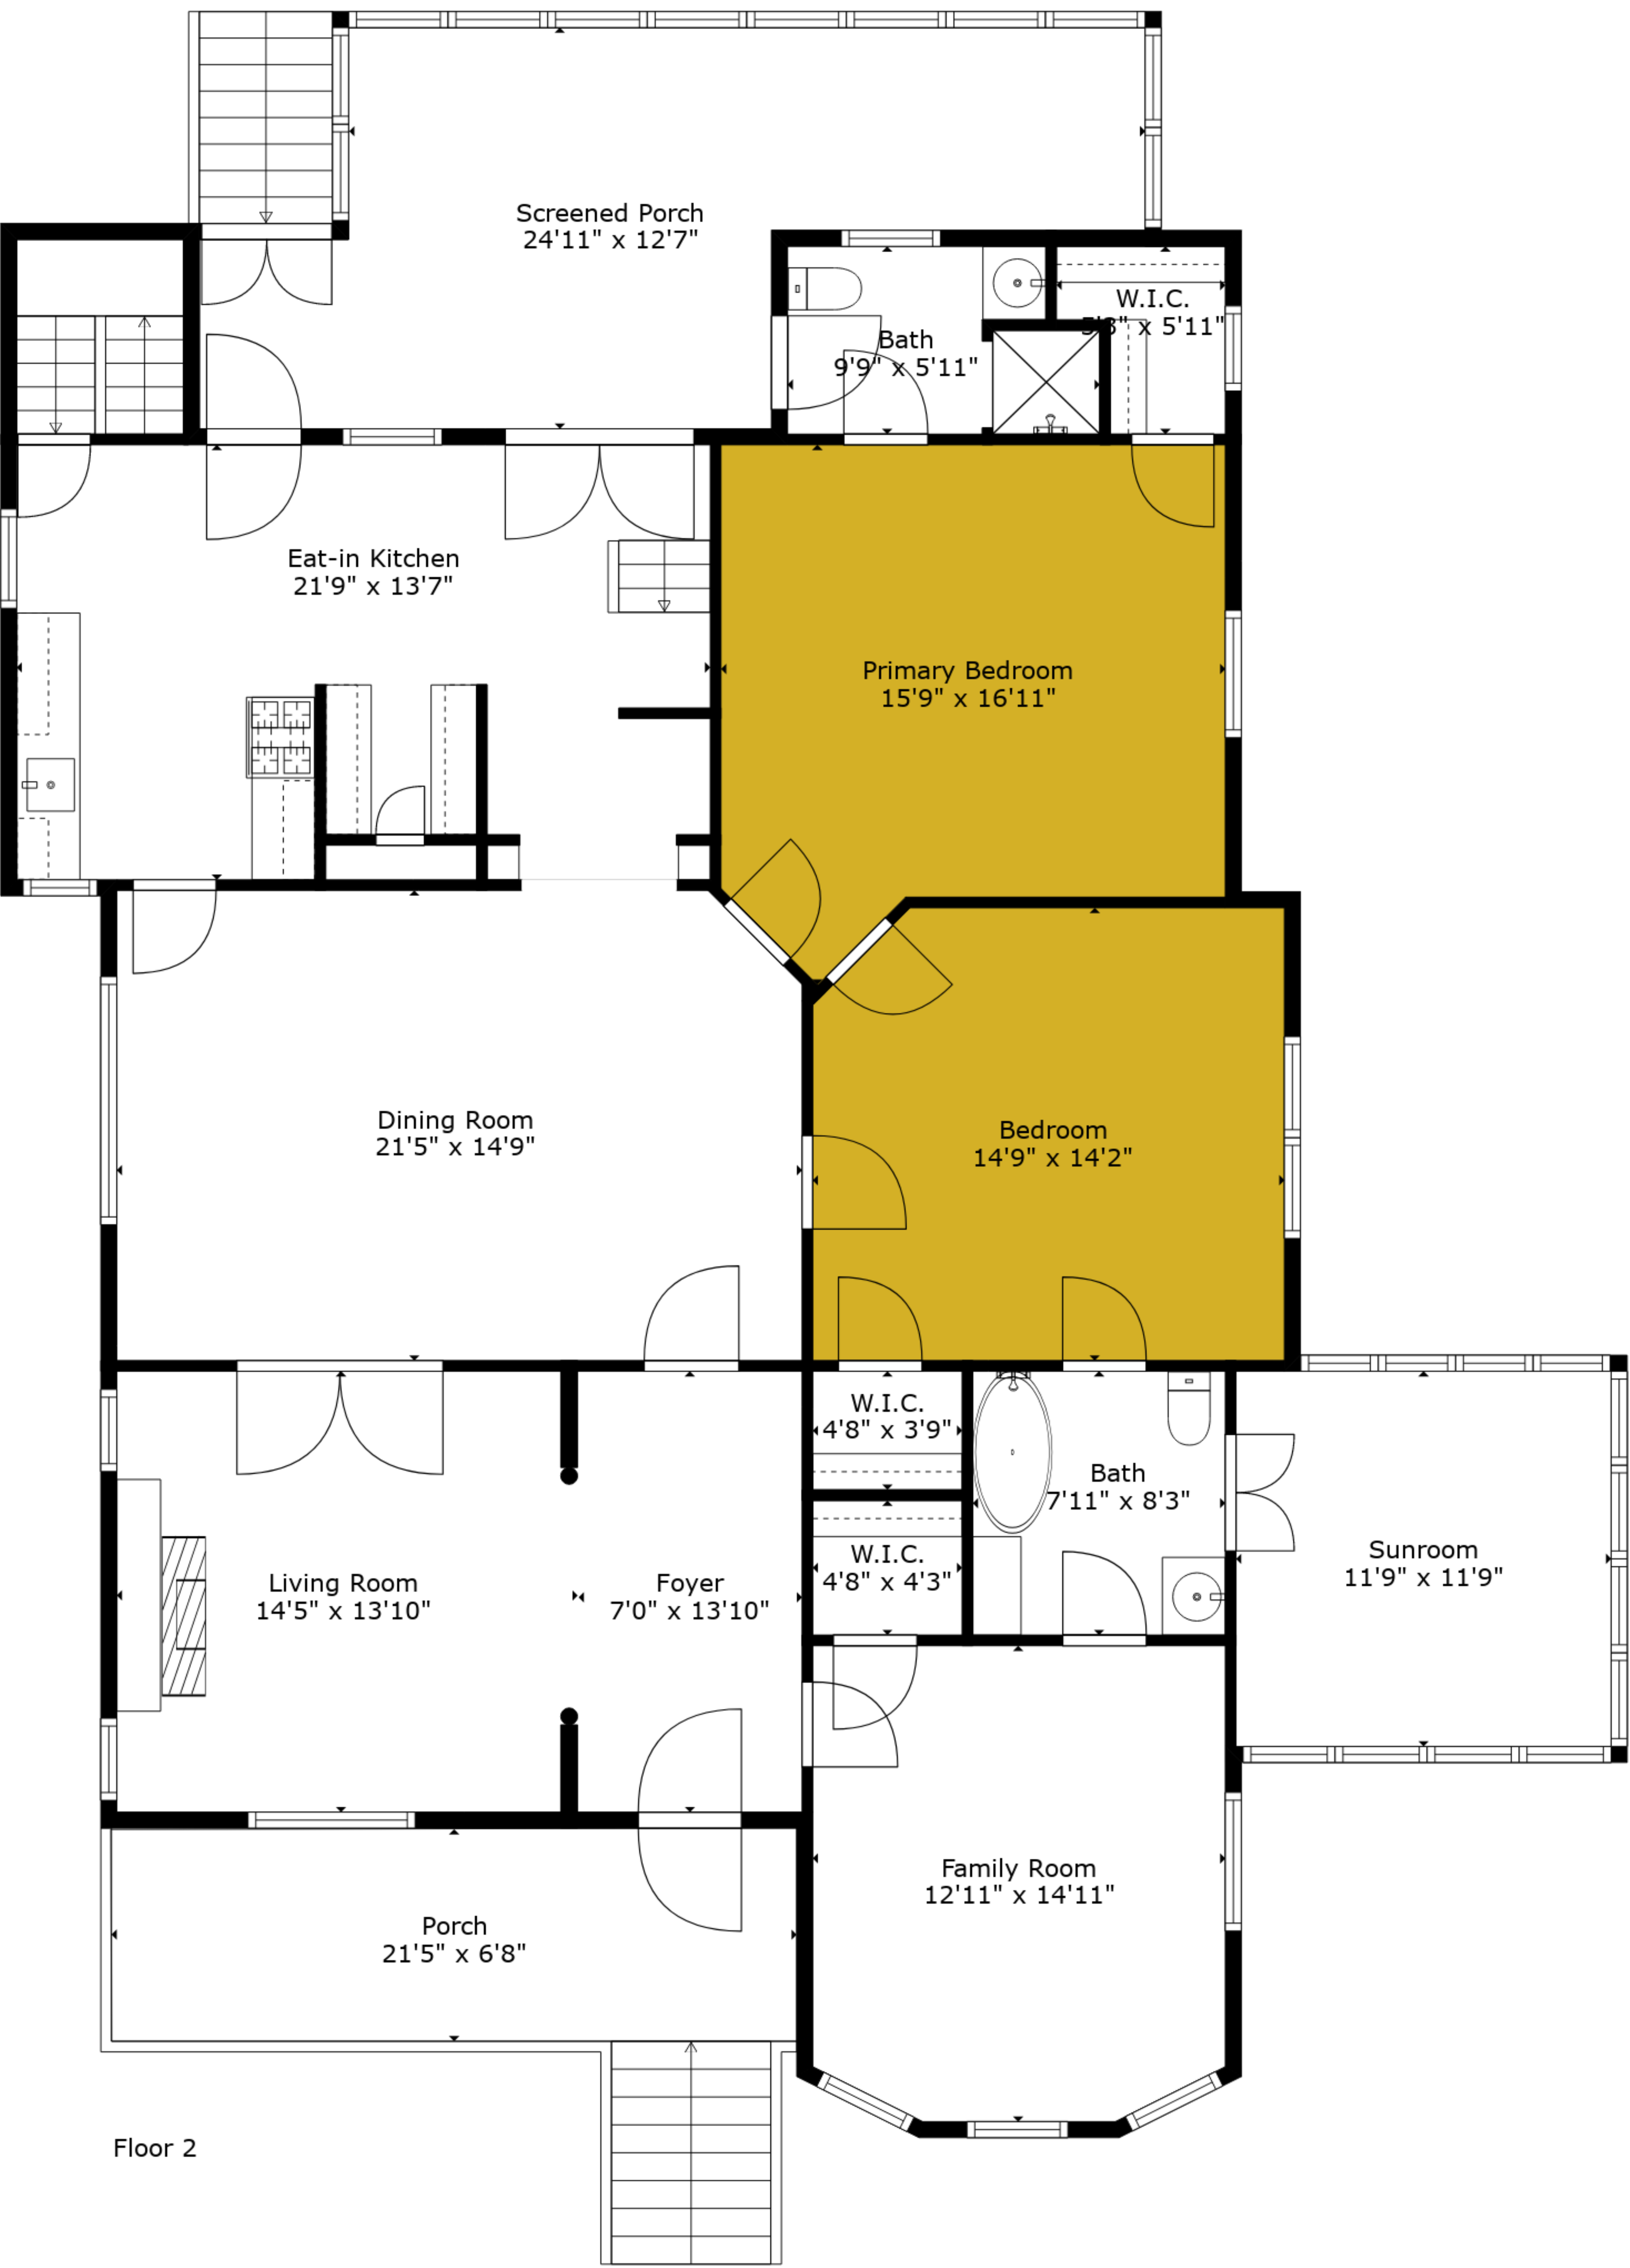 Screened Porch
24'11" x 12'7"
W.I.C.
5'8" x 5'11"
Bath
9'9" x 5'11"
Eat-in Kitchen
21'9" x 13'7"
Primary Bedroom
15'9" x 16'11"
Dining Room
21'5" x 14'9"
Bedroom
14'9" x 14'2"
W.I.C.
4'8" x 3'9"
Bath
7'11" x 8'3"
W.I.C.
4'8" x 4'3"
Sunroom
11'9" x 11'9"
Living Room
14'5" x 13'10"
Foyer
7'0" x 13'10"
Family Room
12'11" x 14'11"
Porch
21'5" x 6'8"
Floor 2